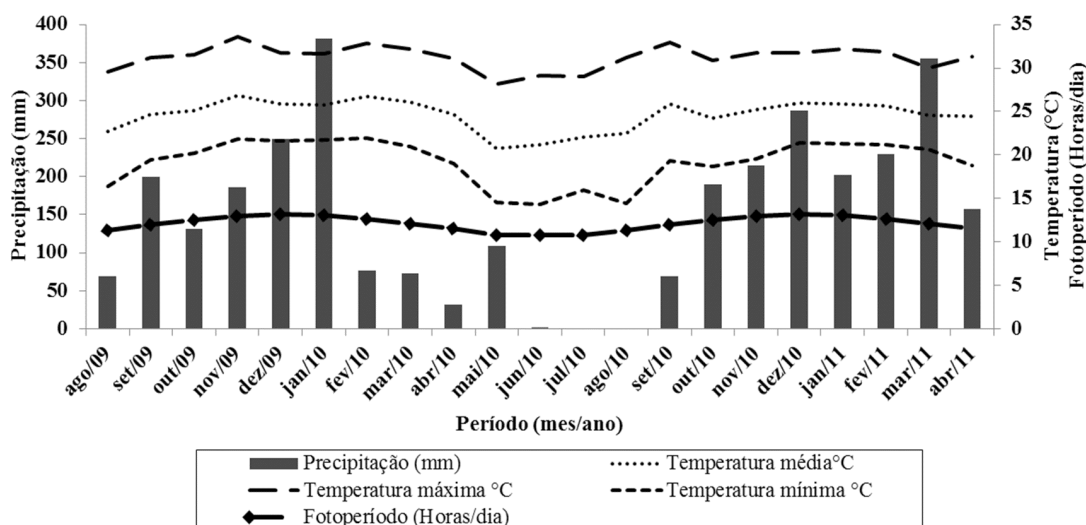 400
350
300
250
200
150
100
50
0
Precipitação (mm)
35
30
25
20
15
10
5
0
Temperatura (°C)
Fotoperíodo (Horas/dia)
ago/09 set/09 out/09 nov/09 dez/09 jan/10 fev/10 mar/10 abr/10 mai/10 jun/10 jul/10 ago/10 set/10 out/10 nov/10 dez/10 jan/11 fev/11 mar/11 abr/11
Período (mes/ano)
Precipitação (mm) Temperatura média°C
Temperatura máxima °C Temperatura mínima °C
Fotoperíodo (Horas/dia)